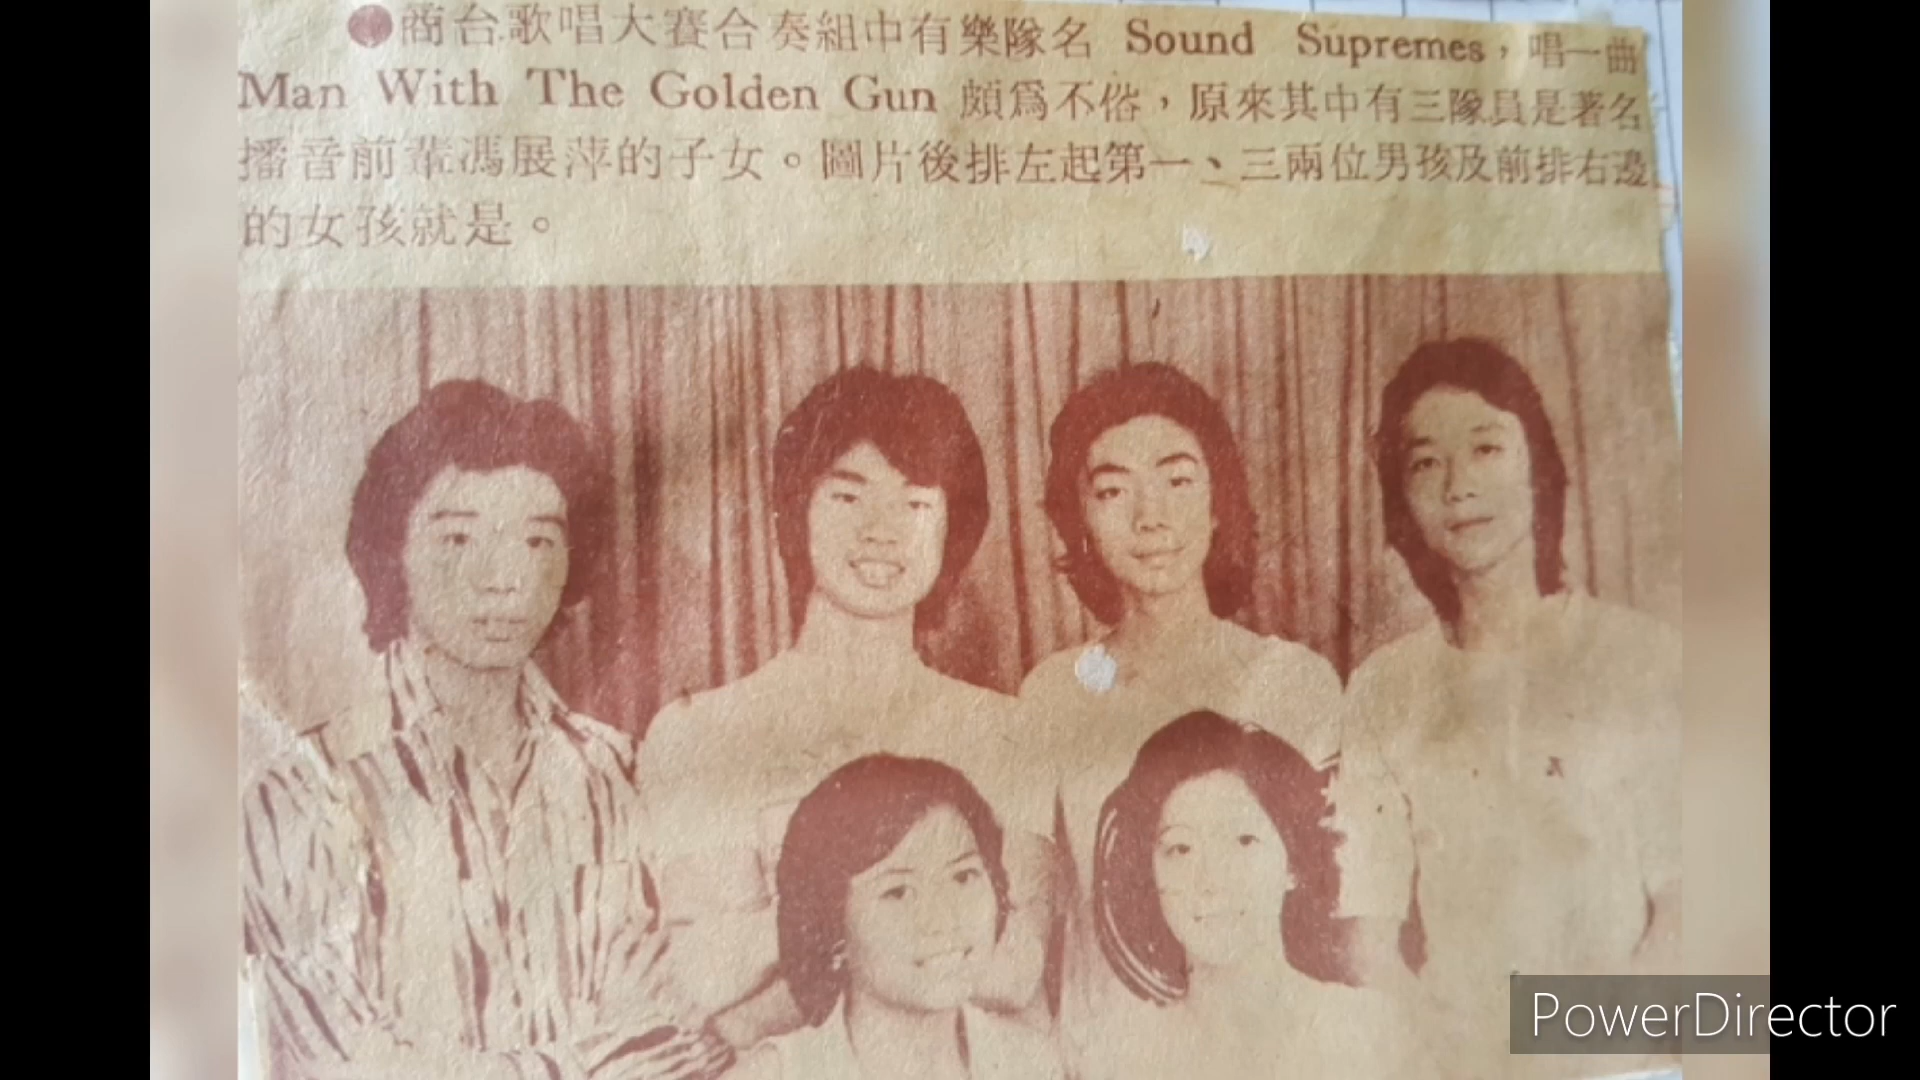 ●商台歌唱大賽合奏組中有樂隊名 Sound Supremes，唱一曲
Man With The Golden Gun 頗爲不俗，原來其中有三隊員是著名
播音前輩馮展萍的子女。圖片後排左起第一、三兩位男孩及前排右邊
的女孩就是。
PowerDirector